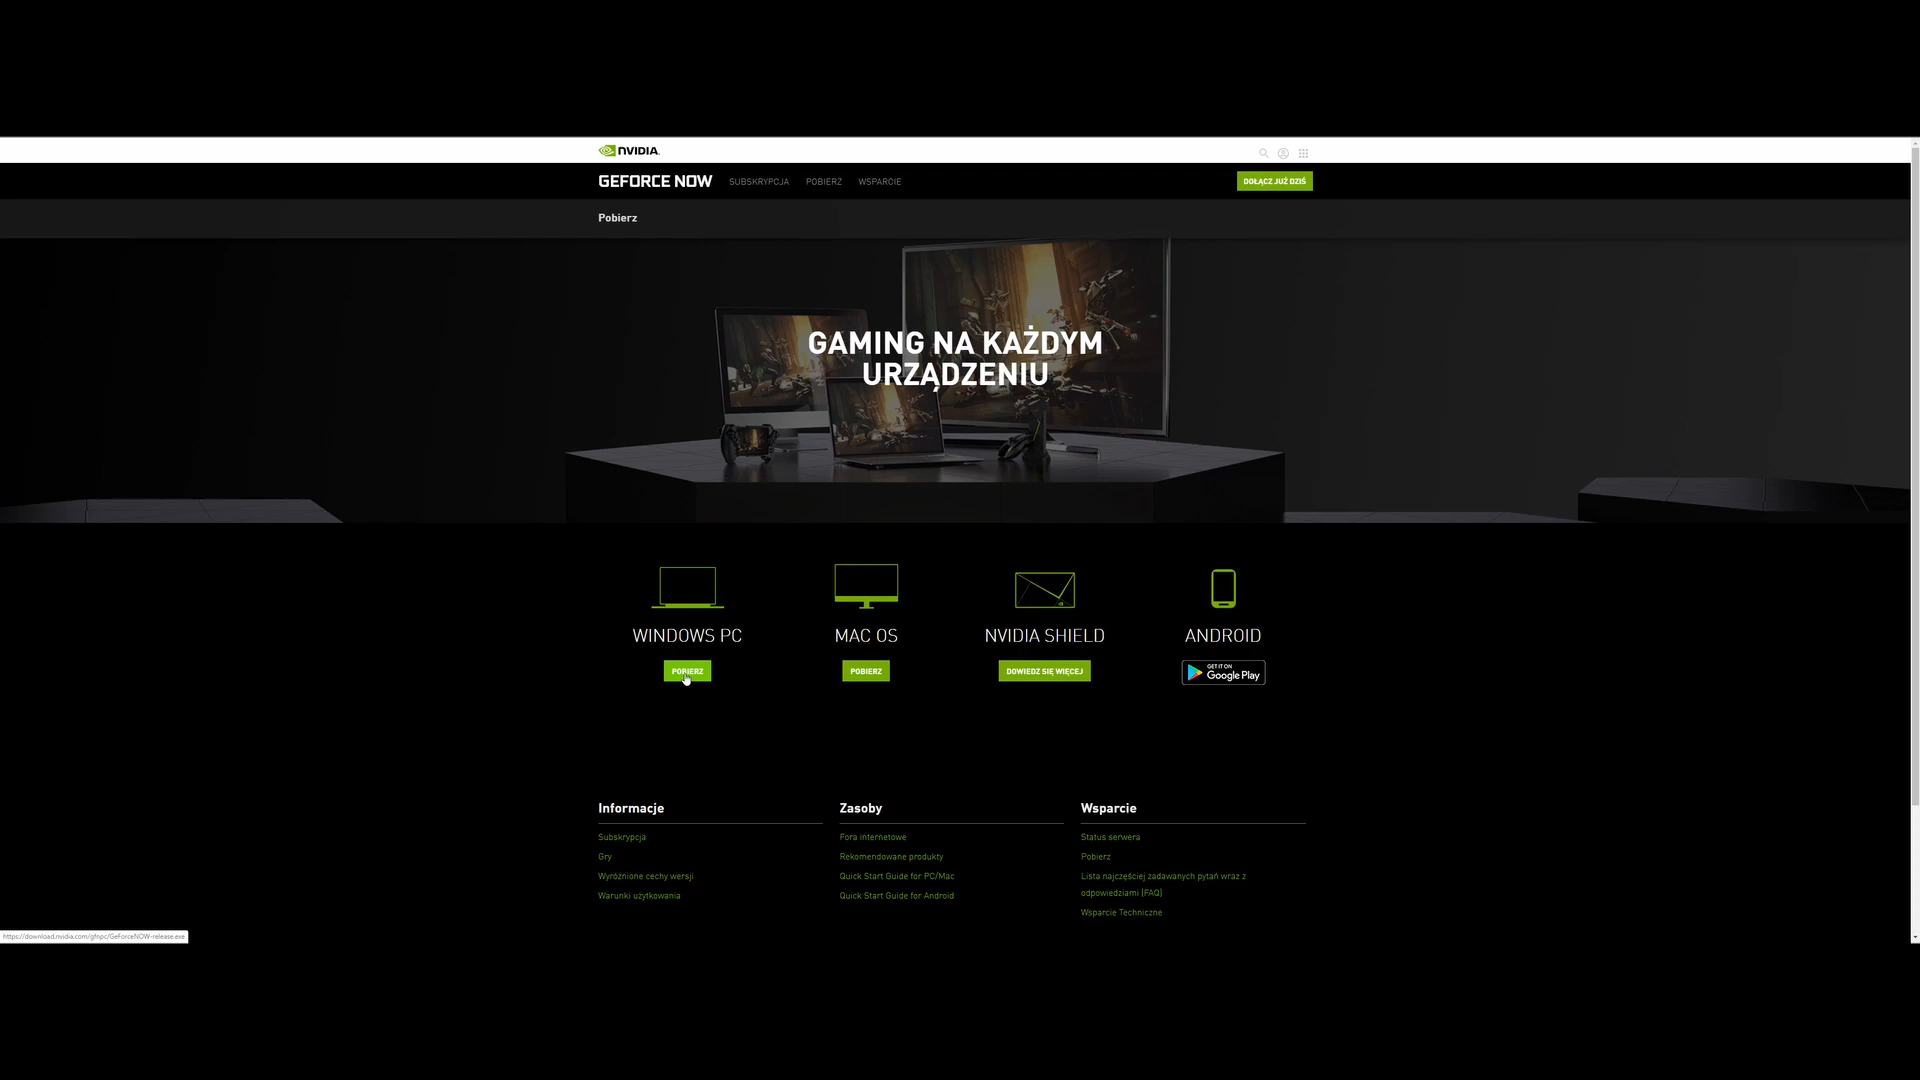 NVIDIA.
GEFORCE NOW SUBSKRYPCJA POBIERZ WSPARCIE DOŁĄCZ JUŻ DZIŚ
Pobierz
GAMING NA KAŻDYM
URZĄDZENIU
WINDOWS PC MAC OS NVIDIA SHIELD ANDROID
POBIERZ POBIERZ DOWIEDZ SIĘ WIĘCEJ GET IT ON Google Play
Informacje Zasoby Wsparcie
Subskrypcja Fora internetowe Status serwera
Gry Rekomendowane produkty Pobierz
Wyróżnione cechy wersji Quick Start Guide for PC/Mac Lista najczęściej zadawanych pytań wraz z
odpowiedziami (FAQ)
Warunki użytkowania Quick Start Guide for Android
Wsparcie Techniczne
https://download.nvidia.com/gfnpc/GeForceNOW-release.exe